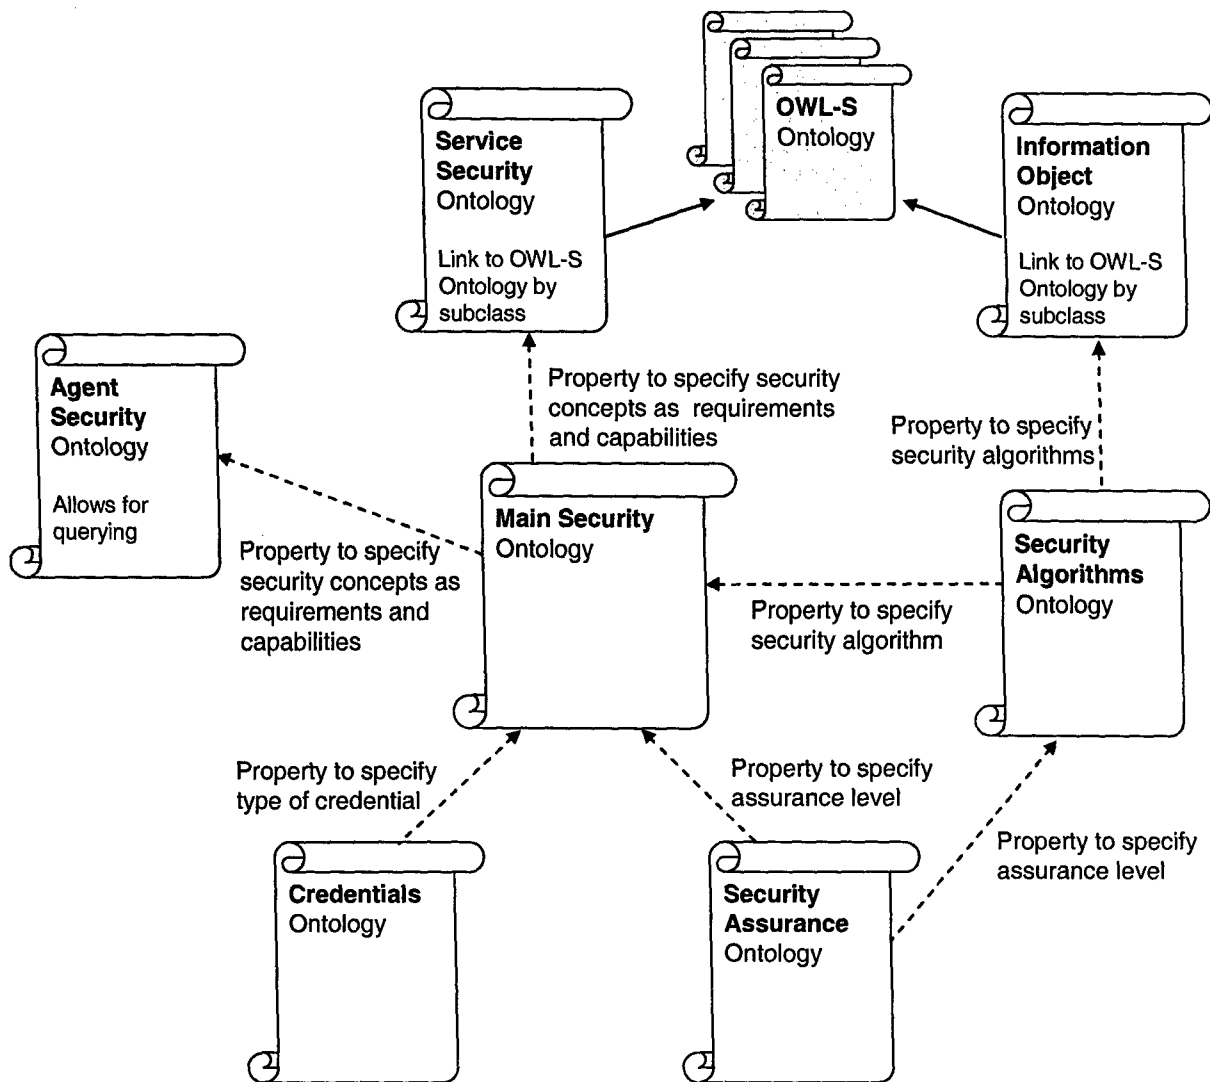 OWL-S
Ontology
Service
Security
Ontology
Link to OWL-S
Ontology by
subclass
Information
Object
Ontology
Link to OWL-S
Ontology by
subclass
Agent
Security
Ontology
Allows for
querying
Property to specify security
concepts as requirements
and capabilities
Property to specify
security algorithms
Main Security
Ontology
Property to specify
security concepts as
requirements and
capabilities
Security
Algorithms
Ontology
Property to specify
security algorithm
Property to specify
type of credential
Property to specify
assurance level
Property to specify
assurance level
Credentials
Ontology
Security
Assurance
Ontology